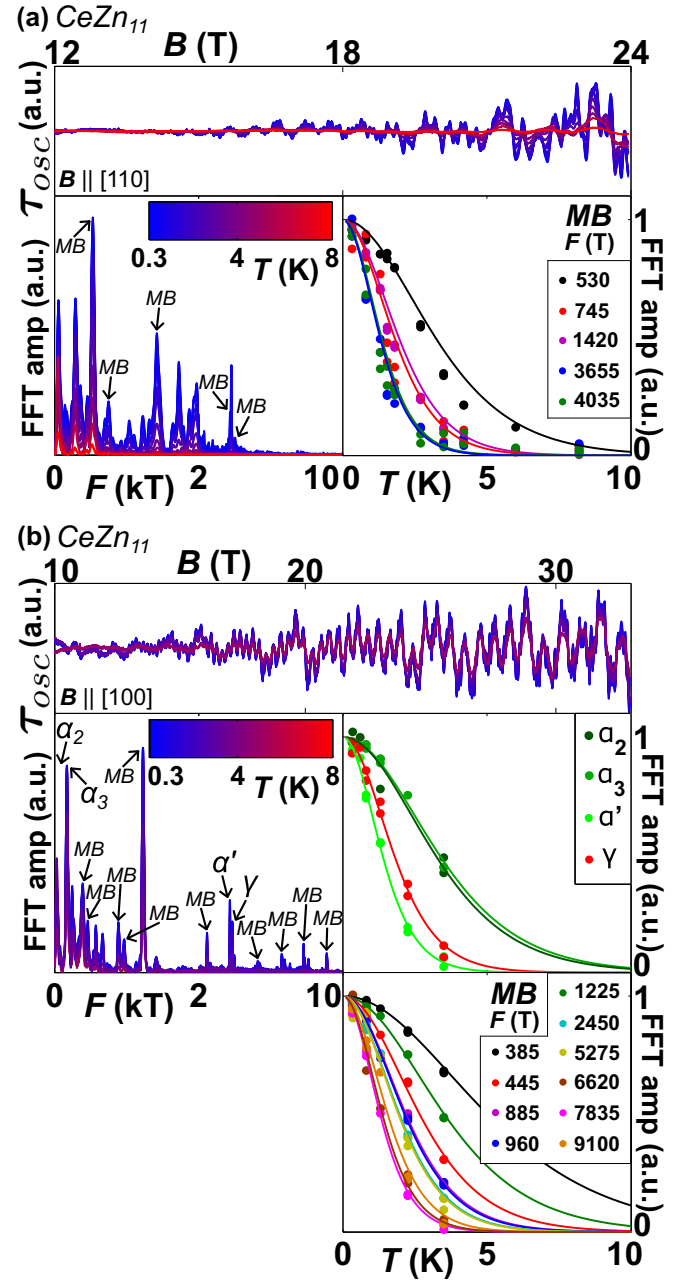 (a) CeZn11
B (T)
12 18 24
τosc (a.u.)
B || [110]
FFT amp (a.u.)
MB
MB
MB
MB
MB
0.3 4 8
T (K)
MB
F (T)
530
745
1420
3655
4035
1
FFT amp (a.u.)
0
0 2 10
F (kT)
0 5 10
T (K)
(b) CeZn11
B (T)
10 20 30
τosc (a.u.)
B || [100]
FFT amp (a.u.)
α2
α3
MB
MB
MB
MB
MB
MB
α'
γ
MB
MB
MB
MB
0.3 4 8
T (K)
α2
α3
α'
γ
1
FFT amp (a.u.)
0
0 2 10
F (kT)
MB
F (T)
385
445
885
960
1225
2450
5275
6620
7835
9100
1
FFT amp (a.u.)
0
0 5 10
T (K)